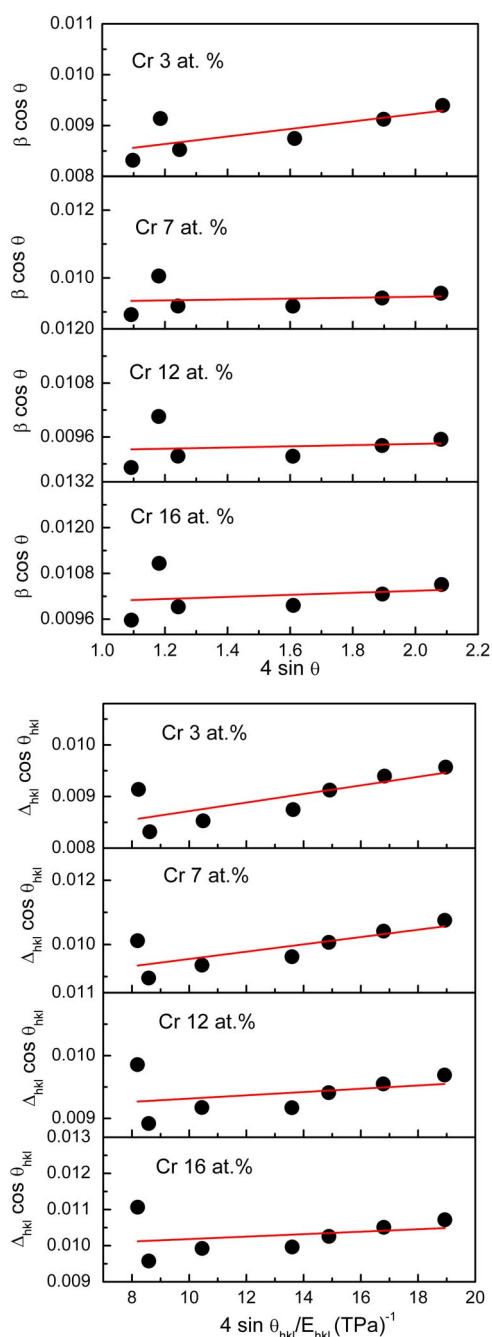 0.011
Cr 3 at. %
0.010
β cos θ
0.009
0.008
0.012
Cr 7 at. %
β cos θ
0.010
0.0120
0.0108
Cr 12 at. %
β cos θ
0.0096
0.0132
Cr 16 at. %
0.0120
β cos θ
0.0108
0.0096
1.0 1.2 1.4 1.6 1.8 2.0 2.2
4 sin θ
Cr 3 at.%
0.010
Δhkl cos θhkl
0.009
0.008
Cr 7 at.%
0.012
Δhkl cos θhkl
0.010
0.011
Cr 12 at.%
0.010
Δhkl cos θhkl
0.009
0.013
Cr 16 at.%
0.011
Δhkl cos θhkl
0.010
0.009
8 10 12 14 16 18 20
4 sin θhkl/Ehkl (TPa)-1